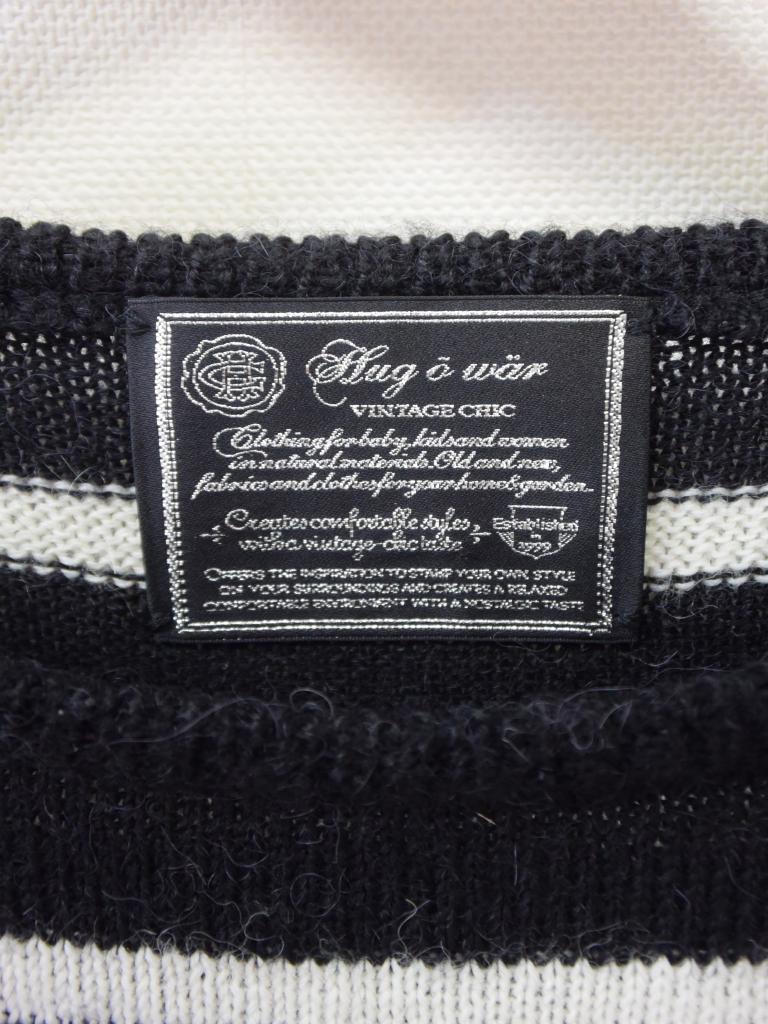 Hug ō wär
VINTAGE CHIC
Clothing for baby, kids and women
in natural materials. Old and new,
fabrics and clothes for your home & garden.
Creates comfortable styles
with a vintage-chic taste
Established
in
1999
OFFERS THE INSPIRATION TO STAMP YOUR OWN STYLE
ON YOUR SURROUNDINGS AND CREATES A RELAXED
COMFORTABLE ENVIRONMENT WITH A NOSTALGIC TASTE